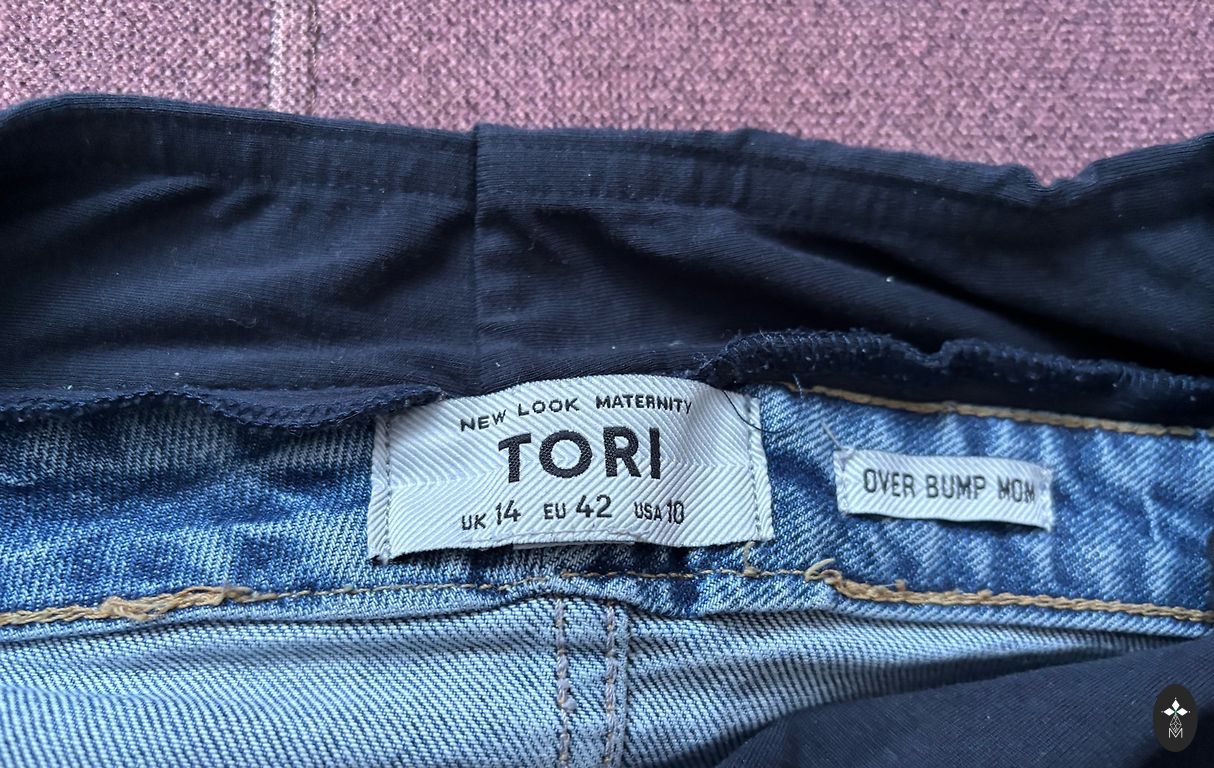 NEW LOOK MATERNITY
TORI
UK 14 EU 42 USA 10
OVER BUMP MOM
M